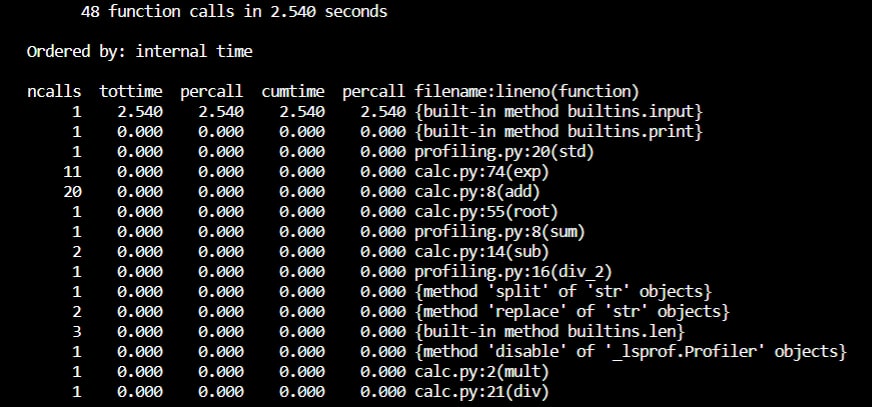 48 function calls in 2.540 seconds
Ordered by: internal time
ncalls tottime percall cumtime percall filename:lineno(function)
1 2.540 2.540 2.540 2.540 {built-in method builtins.input}
1 0.000 0.000 0.000 0.000 {built-in method builtins.print}
1 0.000 0.000 0.000 0.000 profiling.py:20(std)
11 0.000 0.000 0.000 0.000 calc.py:74(exp)
20 0.000 0.000 0.000 0.000 calc.py:8(add)
1 0.000 0.000 0.000 0.000 calc.py:55(root)
1 0.000 0.000 0.000 0.000 profiling.py:8(sum)
2 0.000 0.000 0.000 0.000 calc.py:14(sub)
1 0.000 0.000 0.000 0.000 profiling.py:16(div_2)
1 0.000 0.000 0.000 0.000 {method 'split' of 'str' objects}
2 0.000 0.000 0.000 0.000 {method 'replace' of 'str' objects}
3 0.000 0.000 0.000 0.000 {built-in method builtins.len}
1 0.000 0.000 0.000 0.000 {method 'disable' of '_lsprof.Profiler' objects}
1 0.000 0.000 0.000 0.000 calc.py:2(mult)
1 0.000 0.000 0.000 0.000 calc.py:21(div)